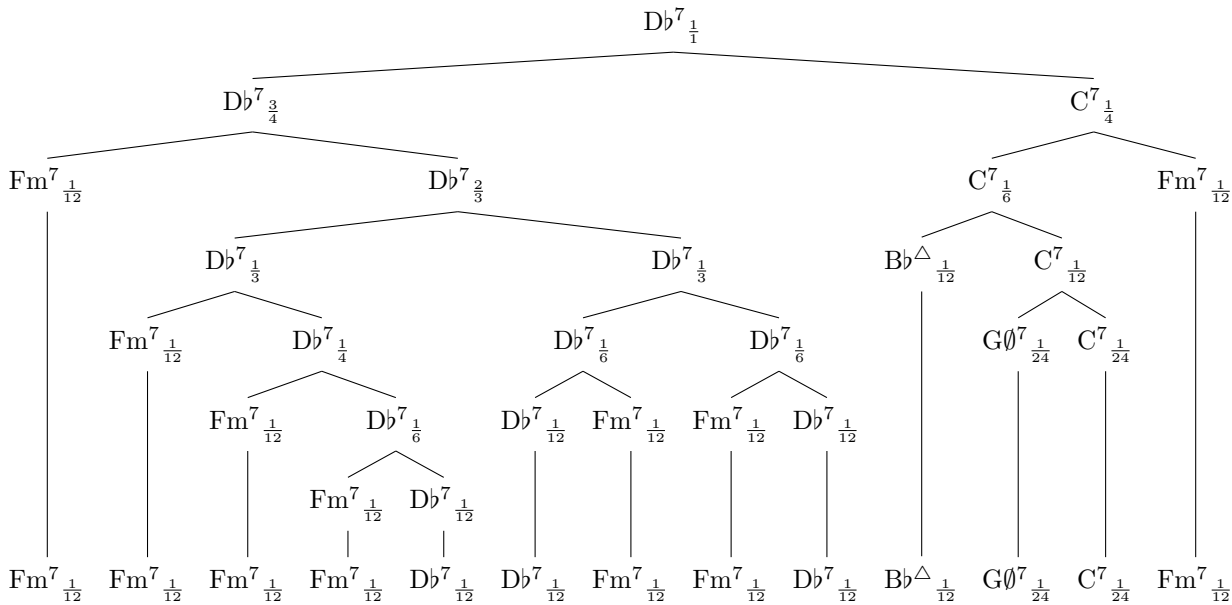 D♭⁷ 1/1
D♭⁷ 3/4 C⁷ 1/4
Fm⁷ 1/12 D♭⁷ 2/3 C⁷ 1/6 Fm⁷ 1/12
D♭⁷ 1/3 D♭⁷ 1/3 B♭△ 1/12 C⁷ 1/12
Fm⁷ 1/12 D♭⁷ 1/4 D♭⁷ 1/6 D♭⁷ 1/6 G∅⁷ 1/24 C⁷ 1/24
Fm⁷ 1/12 D♭⁷ 1/6 D♭⁷ 1/12 Fm⁷ 1/12 Fm⁷ 1/12 D♭⁷ 1/12
Fm⁷ 1/12 D♭⁷ 1/12
Fm⁷ 1/12 Fm⁷ 1/12 Fm⁷ 1/12 Fm⁷ 1/12 D♭⁷ 1/12 D♭⁷ 1/12 Fm⁷ 1/12 Fm⁷ 1/12 D♭⁷ 1/12 B♭△ 1/12 G∅⁷ 1/24 C⁷ 1/24 Fm⁷ 1/12